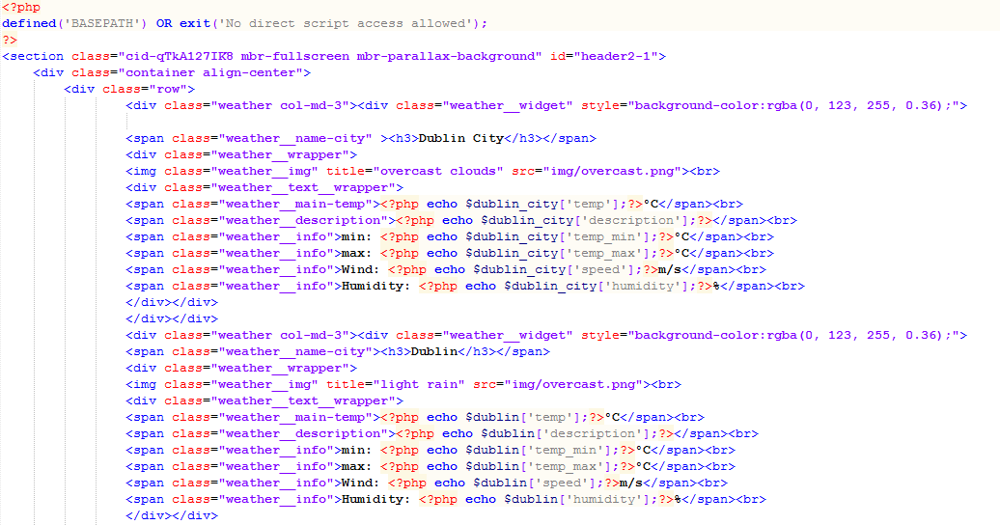 <?php
defined('BASEPATH') OR exit('No direct script access allowed');
?>
<section class="cid-qTkA127IK8 mbr-fullscreen mbr-parallax-background" id="header2-1">
<div class="container align-center">
<div class="row">
<div class="weather col-md-3"><div class="weather__widget" style="background-color:rgba(0, 123, 255, 0.36);">
<span class="weather__name-city" ><h3>Dublin City</h3></span>
<div class="weather__wrapper">
<img class="weather__img" title="overcast clouds" src="img/overcast.png"><br>
<div class="weather__text__wrapper">
<span class="weather__main-temp"><?php echo $dublin_city['temp'];?>°C</span><br>
<span class="weather__description"><?php echo $dublin_city['description'];?></span><br>
<span class="weather__info">min: <?php echo $dublin_city['temp_min'];?>°C</span><br>
<span class="weather__info">max: <?php echo $dublin_city['temp_max'];?>°C</span><br>
<span class="weather__info">Wind: <?php echo $dublin_city['speed'];?>m/s</span><br>
<span class="weather__info">Humidity: <?php echo $dublin_city['humidity'];?>%</span><br>
</div></div>
</div></div>
<div class="weather col-md-3"><div class="weather__widget" style="background-color:rgba(0, 123, 255, 0.36);">
<span class="weather__name-city"><h3>Dublin</h3></span>
<div class="weather__wrapper">
<img class="weather__img" title="light rain" src="img/overcast.png"><br>
<div class="weather__text__wrapper">
<span class="weather__main-temp"><?php echo $dublin['temp'];?>°C</span><br>
<span class="weather__description"><?php echo $dublin['description'];?></span><br>
<span class="weather__info">min: <?php echo $dublin['temp_min'];?>°C</span><br>
<span class="weather__info">max: <?php echo $dublin['temp_max'];?>°C</span><br>
<span class="weather__info">Wind: <?php echo $dublin['speed'];?>m/s</span><br>
<span class="weather__info">Humidity: <?php echo $dublin['humidity'];?>%</span><br>
</div></div>